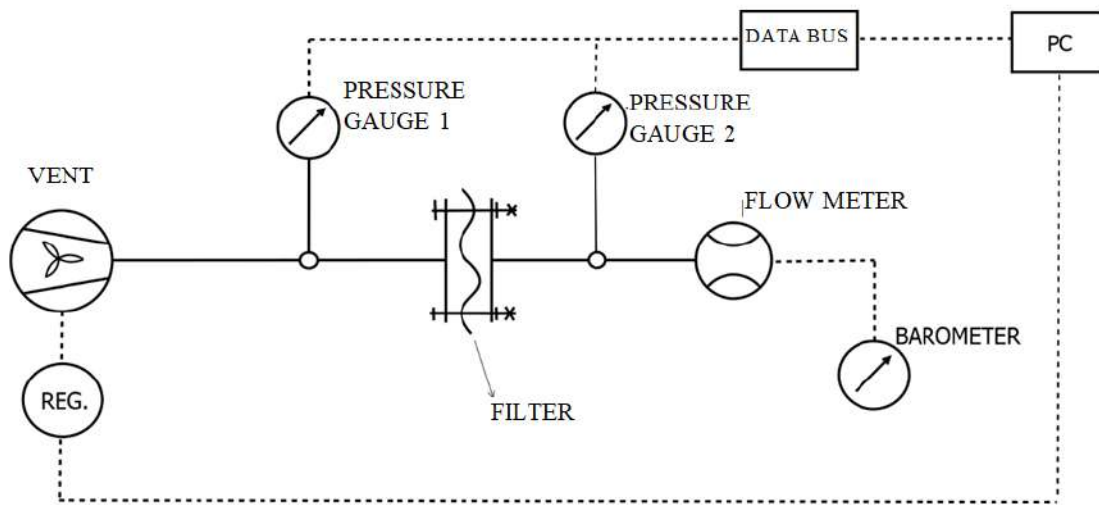 DATA BUS
PC
PRESSURE
GAUGE 1
PRESSURE
GAUGE 2
VENT
FLOW METER
BAROMETER
REG.
FILTER